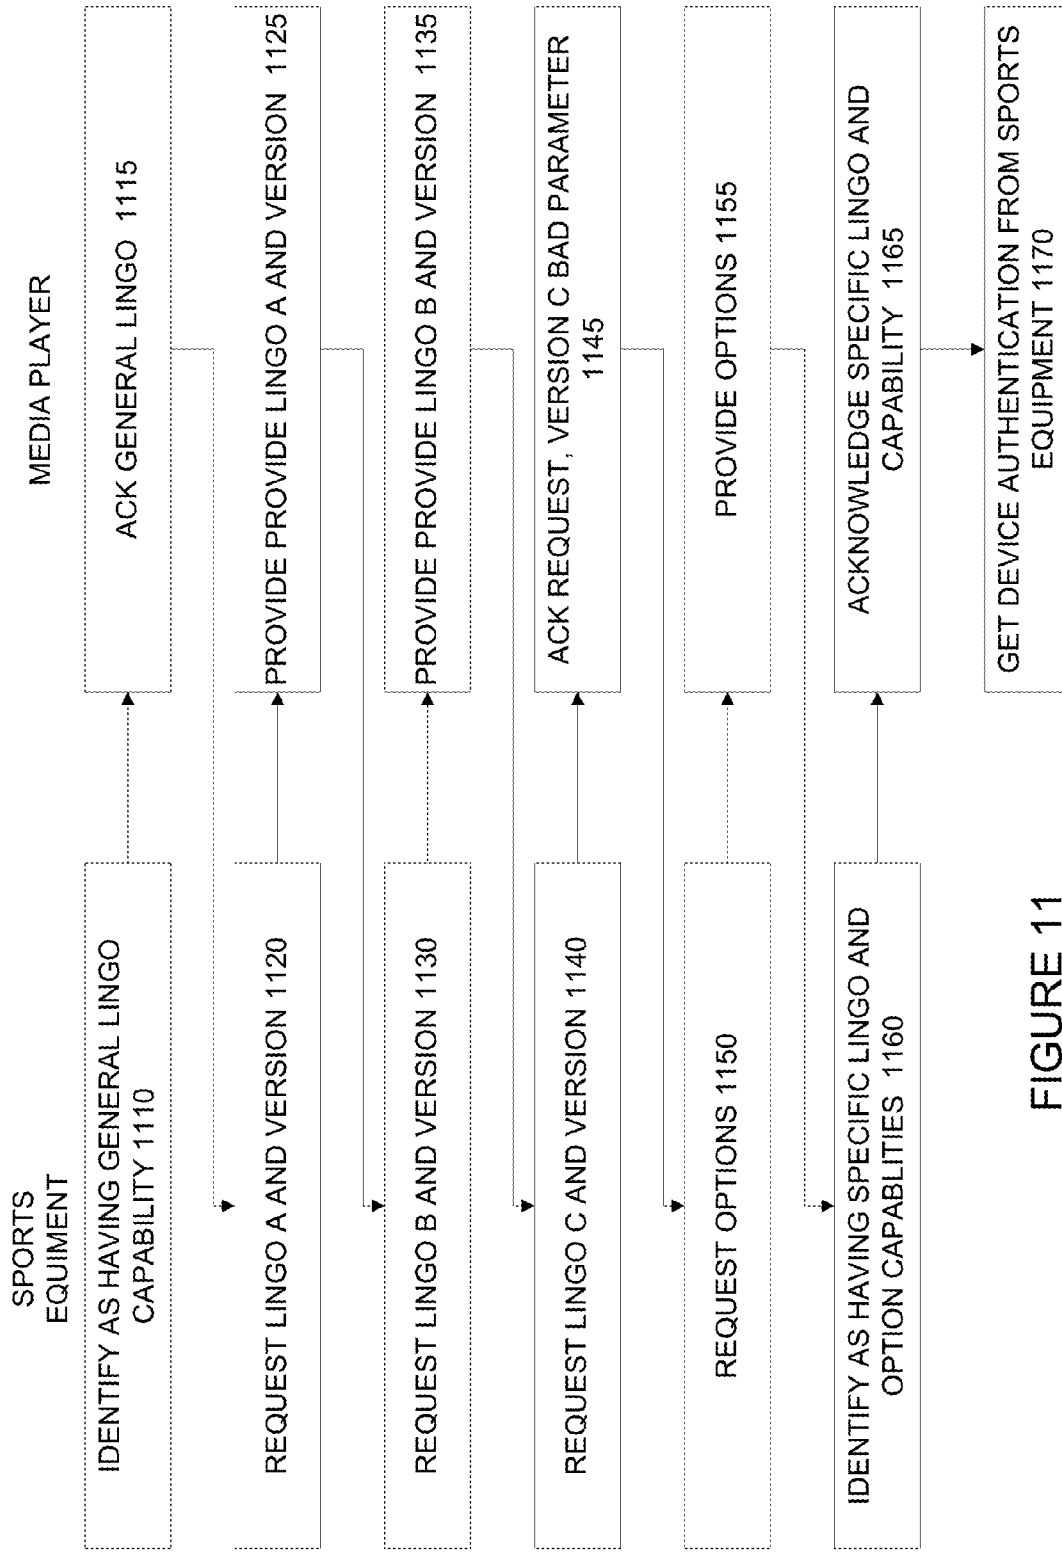 SPORTS
EQUIMENT
MEDIA PLAYER
IDENTIFY AS HAVING GENERAL LINGO
CAPABILITY 1110
ACK GENERAL LINGO 1115
REQUEST LINGO A AND VERSION 1120
PROVIDE PROVIDE LINGO A AND VERSION 1125
REQUEST LINGO B AND VERSION 1130
PROVIDE PROVIDE LINGO B AND VERSION 1135
REQUEST LINGO C AND VERSION 1140
ACK REQUEST, VERSION C BAD PARAMETER
1145
REQUEST OPTIONS 1150
PROVIDE OPTIONS 1155
IDENTIFY AS HAVING SPECIFIC LINGO AND
OPTION CAPABLITIES 1160
ACKNOWLEDGE SPECIFIC LINGO AND
CAPABILITY 1165
GET DEVICE AUTHENTICATION FROM SPORTS
EQUIPMENT 1170
FIGURE 11